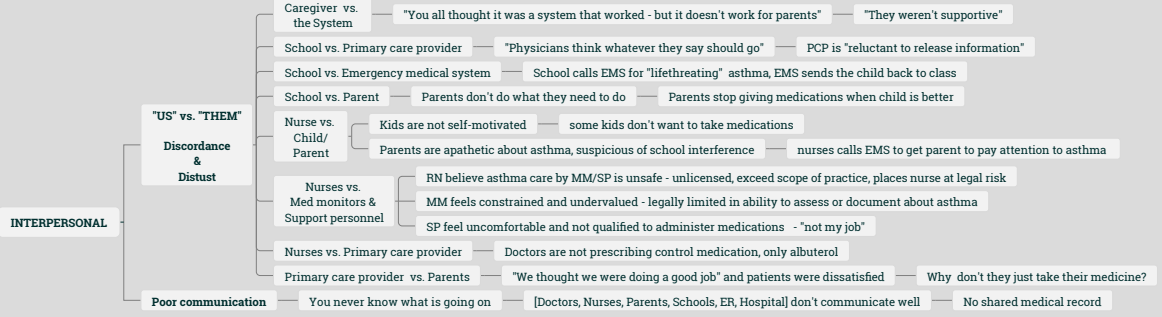 Caregiver vs.
the System
"You all thought it was a system that worked - but it doesn't work for parents"
"They weren't supportive"
School vs. Primary care provider
"Physicians think whatever they say should go"
PCP is "reluctant to release information"
School vs. Emergency medical system
School calls EMS for "lifethreating" asthma, EMS sends the child back to class
School vs. Parent
Parents don't do what they need to do
Parents stop giving medications when child is better
"US" vs. "THEM"
Discordance
&
Distust
Nurse vs.
Child/
Parent
Kids are not self-motivated
some kids don't want to take medications
Parents are apathetic about asthma, suspicious of school interference
nurses calls EMS to get parent to pay attention to asthma
Nurses vs.
Med monitors &
Support personnel
RN believe asthma care by MM/SP is unsafe - unlicensed, exceed scope of practice, places nurse at legal risk
MM feels constrained and undervalued - legally limited in ability to assess or document about asthma
SP feel uncomfortable and not qualified to administer medications - "not my job"
INTERPERSONAL
Nurses vs. Primary care provider
Doctors are not prescribing control medication, only albuterol
Primary care provider vs. Parents
"We thought we were doing a good job" and patients were dissatisfied
Why don't they just take their medicine?
Poor communication
You never know what is going on
[Doctors, Nurses, Parents, Schools, ER, Hospital] don't communicate well
No shared medical record